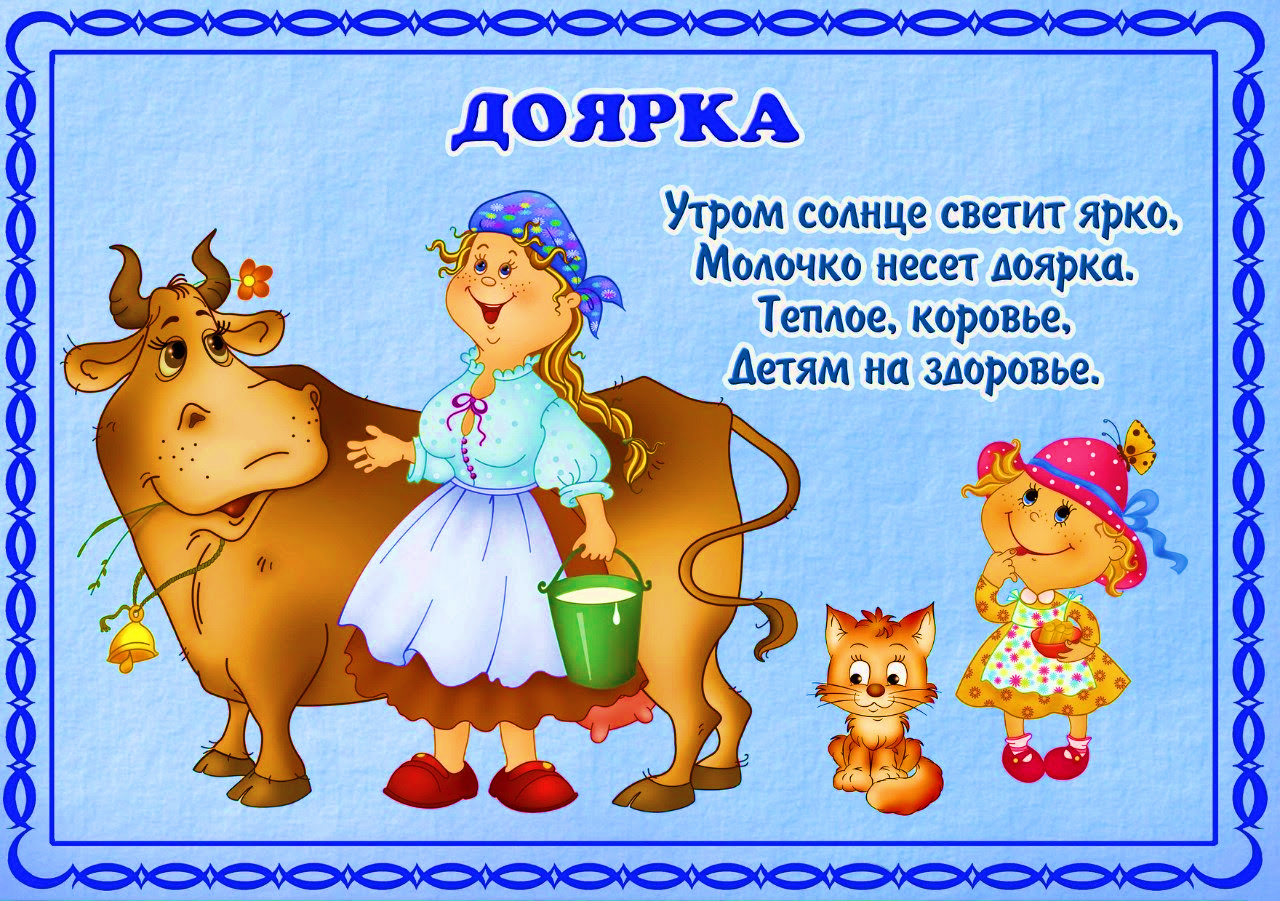 ДОЯРКА
Утром солнце светит ярко,
Молочко несет доярка.
Теплое, коровье,
Детям на здоровье.